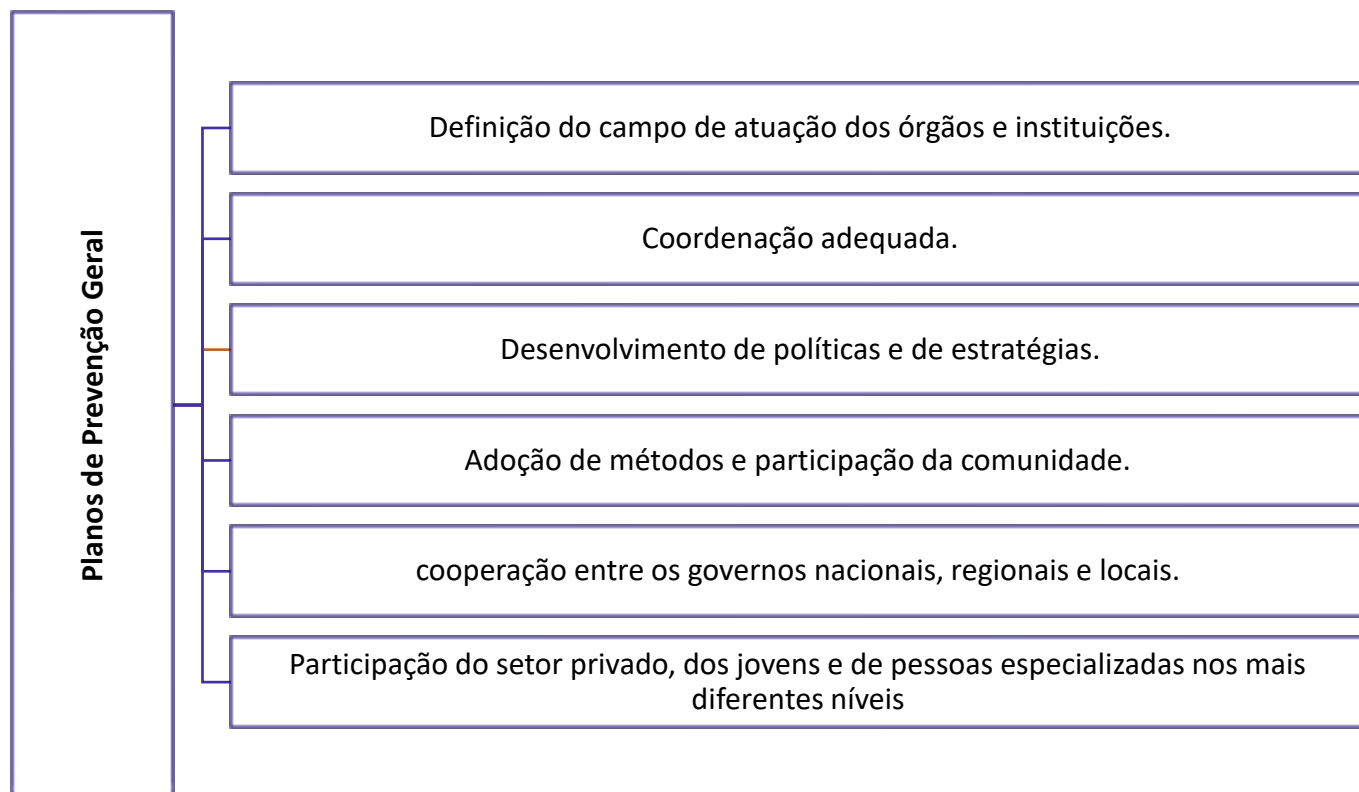 Planos de Prevenção Geral
Definição do campo de atuação dos órgãos e instituições.
Coordenação adequada.
Desenvolvimento de políticas e de estratégias.
Adoção de métodos e participação da comunidade.
cooperação entre os governos nacionais, regionais e locais.
Participação do setor privado, dos jovens e de pessoas especializadas nos mais
diferentes níveis